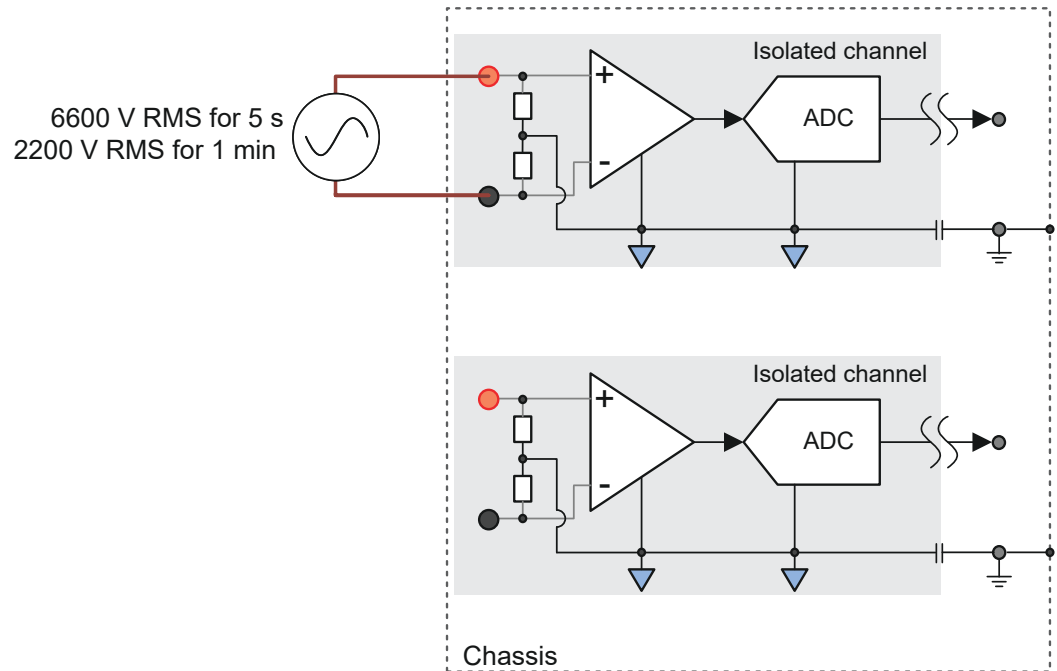 Isolated channel
6600 V RMS for 5 s
2200 V RMS for 1 min
+
-
ADC
Isolated channel
+
-
ADC
Chassis